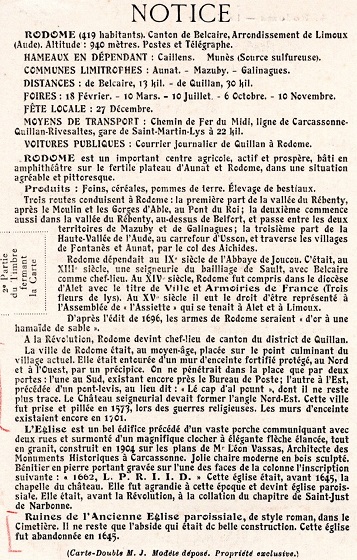 NOTICE
RODOME (419 habitants). Canton de Belcaire, Arrondissement de Limoux
(Aude). Altitude : 940 mètres. Postes et Télégraphe.
HAMEAUX EN DÉPENDANT : Caillens. Munès (Source sulfureuse).
COMMUNES LIMITROPHES : Aunat. - Mazuby. - Galinagues.
DISTANCES : de Belcaire, 13 kil. - de Quillan, 30 kil.
FOIRES : 18 Février. - 10 Mars. - 10 Juillet. - 6 Octobre. - 10 Novembre.
FÊTE LOCALE : 27 Décembre.
MOYENS DE TRANSPORT : Chemin de Fer du Midi, ligne de Carcassonne-
Quillan-Rivesaltes, gare de Saint-Martin-Lys à 22 kil.
VOITURES PUBLIQUES : Courrier journalier de Quillan à Rodome.
RODOME est un important centre agricole, actif et prospère, bâti en
amphithéâtre sur le fertile plateau d'Aunat et Rodome, dans une situation
agréable et pittoresque.
Produits : Foins, céréales, pommes de terre. Élevage de bestiaux.
Trois routes conduisent à Rodome : la première part de la vallée du Rébenty,
après le Moulin et les Gorges d'Able, au Pont du Roi ; la deuxième commence
aussi dans la vallée du Rébenty, au-dessus de Belfort, et passe entre les deux
territoires de Mazuby et de Galinagues ; la troisième part de la
Haute-Vallée de l'Aude, au carrefour d'Usson, et traverse les villages
de Fontanès et Aunat, par le col des Aichides.
Rodome dépendait au IXe siècle de l'Abbaye de Joucou. C'était, au
XIIIe siècle, une seigneurie du bailliage de Sault, avec Belcaire
comme chef-lieu. Au XIVe siècle, Rodome fut compris dans le diocèse
d'Alet avec le titre de Ville et Armoiries de France (Trois
fleurs de lys). Au XVe siècle il eut le droit d'être représenté à
l'Assemblée de « l'Assiette » qui se tenait à Alet et à Limoux.
D'après l'édit de 1696, les armes de Rodome seraient « d'or à une
hamaïde de sable ».
A la Révolution, Rodome devint chef-lieu de canton du district de Quillan.
La ville de Rodome était, au moyen-âge, placée sur le point culminant du
village actuel. Elle était entourée d'un mur d'enceinte fortifié protégé, au Nord
et à l'Ouest, par un précipice. On ne pénétrait dans la place que par deux
portes : l'une au Sud, existant encore près le Bureau de Poste ; l'autre à l'Est,
précédée d'un pont-levis, au lieu dit : « Lé cap d'al pount », dont il ne reste
plus trace. Le Château seigneurial devait former l'angle Nord-Est. Cette ville
fut prise et pillée en 1573, lors des guerres religieuses. Les murs d'enceinte
existaient encore en 1701.
L'Eglise est un bel édifice précédé d'un vaste porche communiquant avec
deux rues et surmonté d'un magnifique clocher à élégante flèche élancée, tout
en granit, construit en 1904 sur les plans de Mr Léon Vassas, Architecte des
Monuments Historiques à Carcassonne. Jolie chaire moderne en bois sculpté.
Bénitier en pierre portant gravée sur l'une des faces de la colonne l'inscription
suivante : « 1662, L. P. R. I. D. » Cette église était, avant 1645, la
chapelle du château. Elle fut agrandie à cette époque et devint église parois-
siale. Elle était, avant la Révolution, à la collation du chapitre de Saint-Just
de Narbonne.
Ruines de l'Ancienne Eglise paroissiale, de style roman, dans le
Cimetière. Il ne reste que l'abside qui était de belle construction. Cette église
fut abandonnée en 1645.
(Carte-Double M. J. Modèle déposé. Propriété exclusive.)
2e Partie
du Timbre
fermant
la Carte